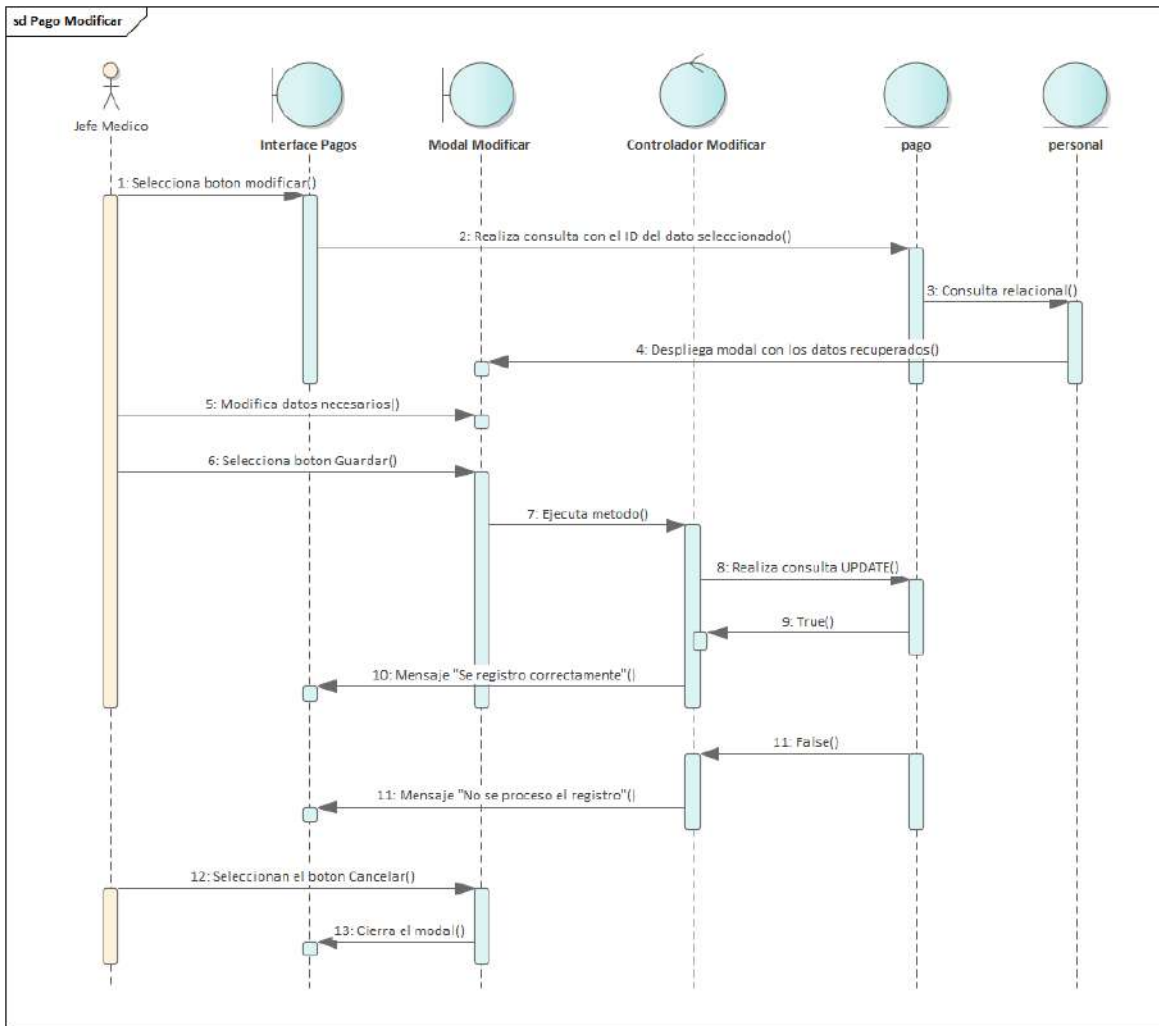 sd Pago Modificar
Jefe Medico
Interface Pagos
Modal Modificar
Controlador Modificar
pago
personal
1: Selecciona boton modificar()
2: Realiza consulta con el ID del dato seleccionado()
3: Consulta relacional()
4: Despliega modal con los datos recuperados()
5: Modifica datos necesarios()
6: Selecciona boton Guardar()
7: Ejecuta metodo()
8: Realiza consulta UPDATE()
9: True()
10: Mensaje "Se registro correctamente"()
11: False()
11: Mensaje "No se proceso el registro"()
12: Seleccionan el boton Cancelar()
13: Cierra el modal()